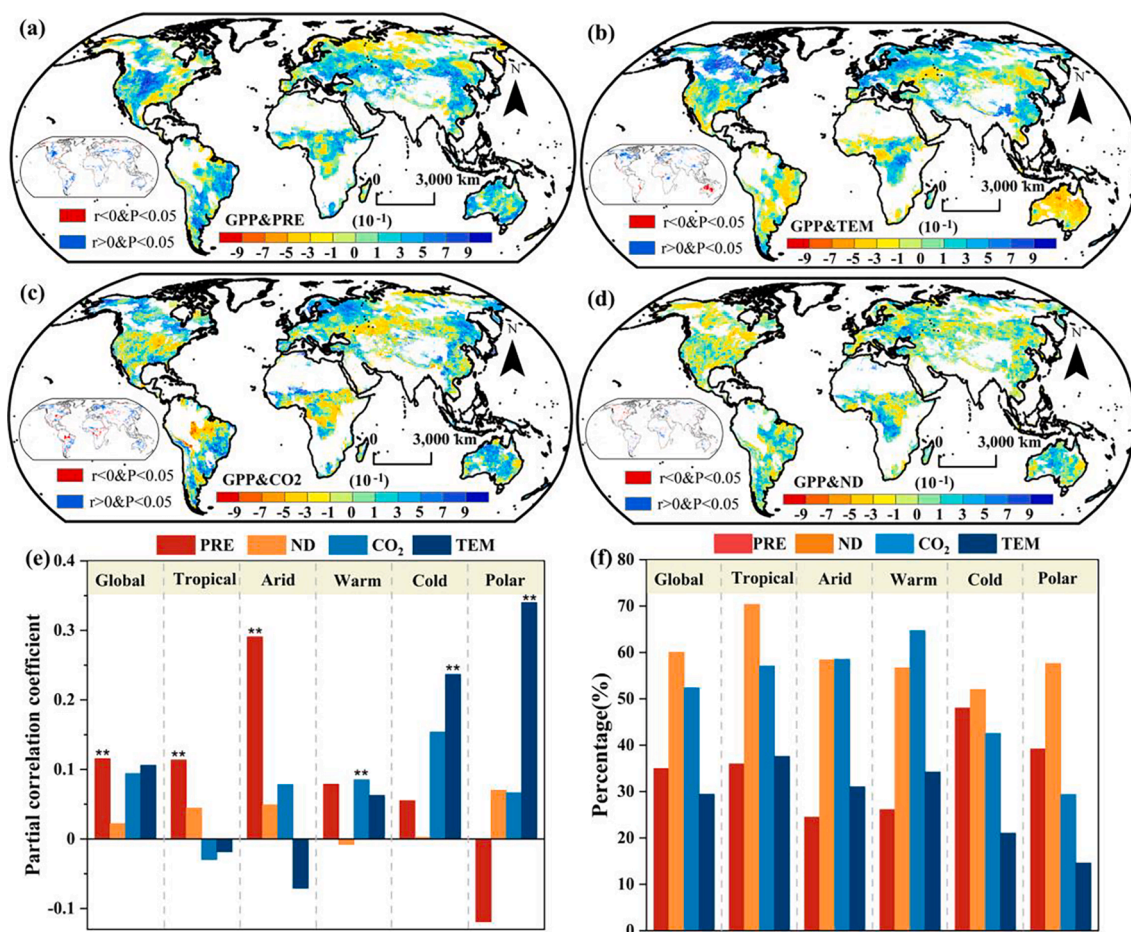 (a)
N
0
3,000 km
r<0&P<0.05
r>0&P<0.05
GPP&PRE
(10⁻¹)
-9 -7 -5 -3 -1 0 1 3 5 7 9
(b)
N
0
3,000 km
r<0&P<0.05
r>0&P<0.05
GPP&TEM
(10⁻¹)
-9 -7 -5 -3 -1 0 1 3 5 7 9
(c)
N
0
3,000 km
r<0&P<0.05
r>0&P<0.05
GPP&CO2
(10⁻¹)
-9 -7 -5 -3 -1 0 1 3 5 7 9
(d)
N
0
3,000 km
r<0&P<0.05
r>0&P<0.05
GPP&ND
(10⁻¹)
-9 -7 -5 -3 -1 0 1 3 5 7 9
PRE ND CO₂ TEM
(e)
Global Tropical Arid Warm Cold Polar
Partial correlation coefficient
0.4
0.3
0.2
0.1
0
-0.1
**
**
**
**
**
**
PRE ND CO₂ TEM
(f)
Global Tropical Arid Warm Cold Polar
Percentage(%)
80
70
60
50
40
30
20
10
0